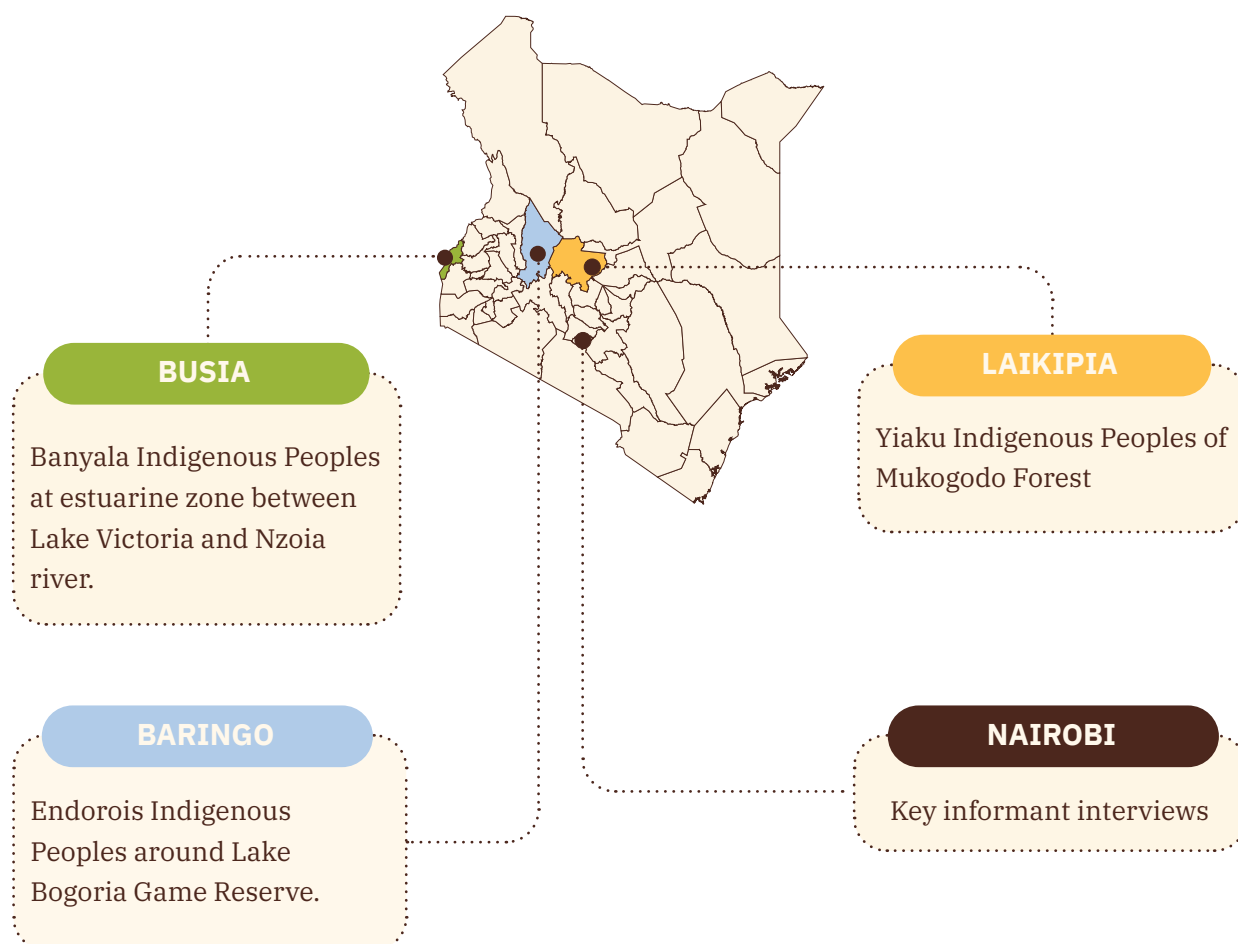 BUSIA
Banyala Indigenous Peoples
at estuarine zone between
Lake Victoria and Nzoia
river.
LAIKIPIA
Yiaku Indigenous Peoples of
Mukogodo Forest
BARINGO
Endorois Indigenous
Peoples around Lake
Bogoria Game Reserve.
NAIROBI
Key informant interviews